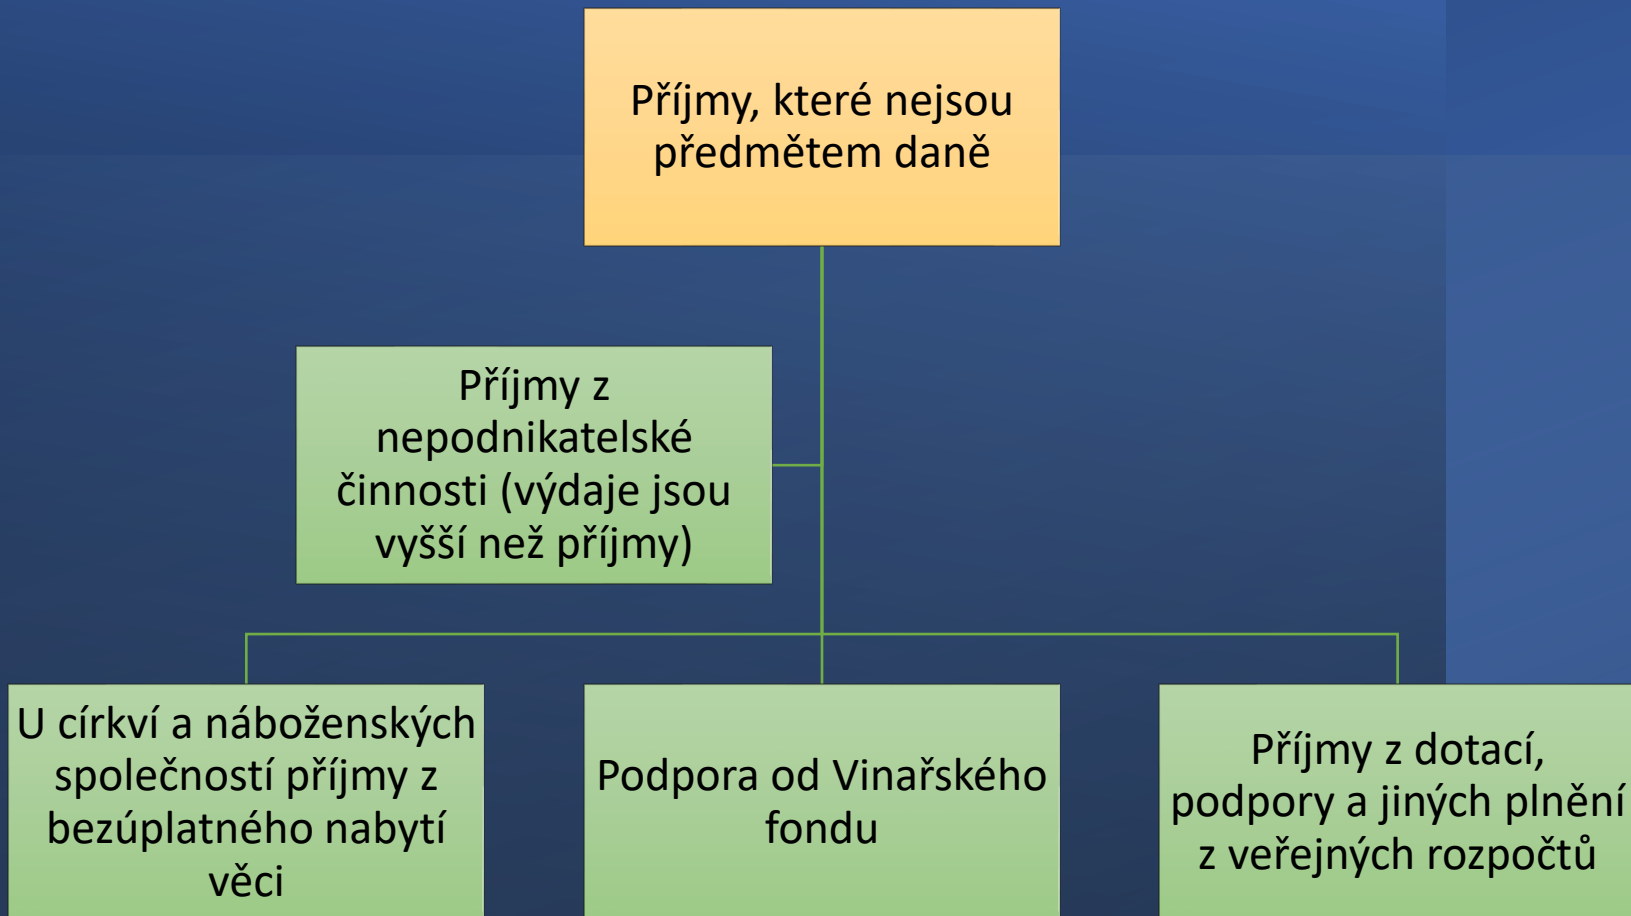 Příjmy, které nejsou
předmětem daně
Příjmy z
nepodnikatelské
činnosti (výdaje jsou
vyšší než příjmy)
U církví a náboženských
společností příjmy z
bezúplatného nabytí
věci
Podpora od Vinařského
fondu
Příjmy z dotací,
podpory a jiných plnění
z veřejných rozpočtů